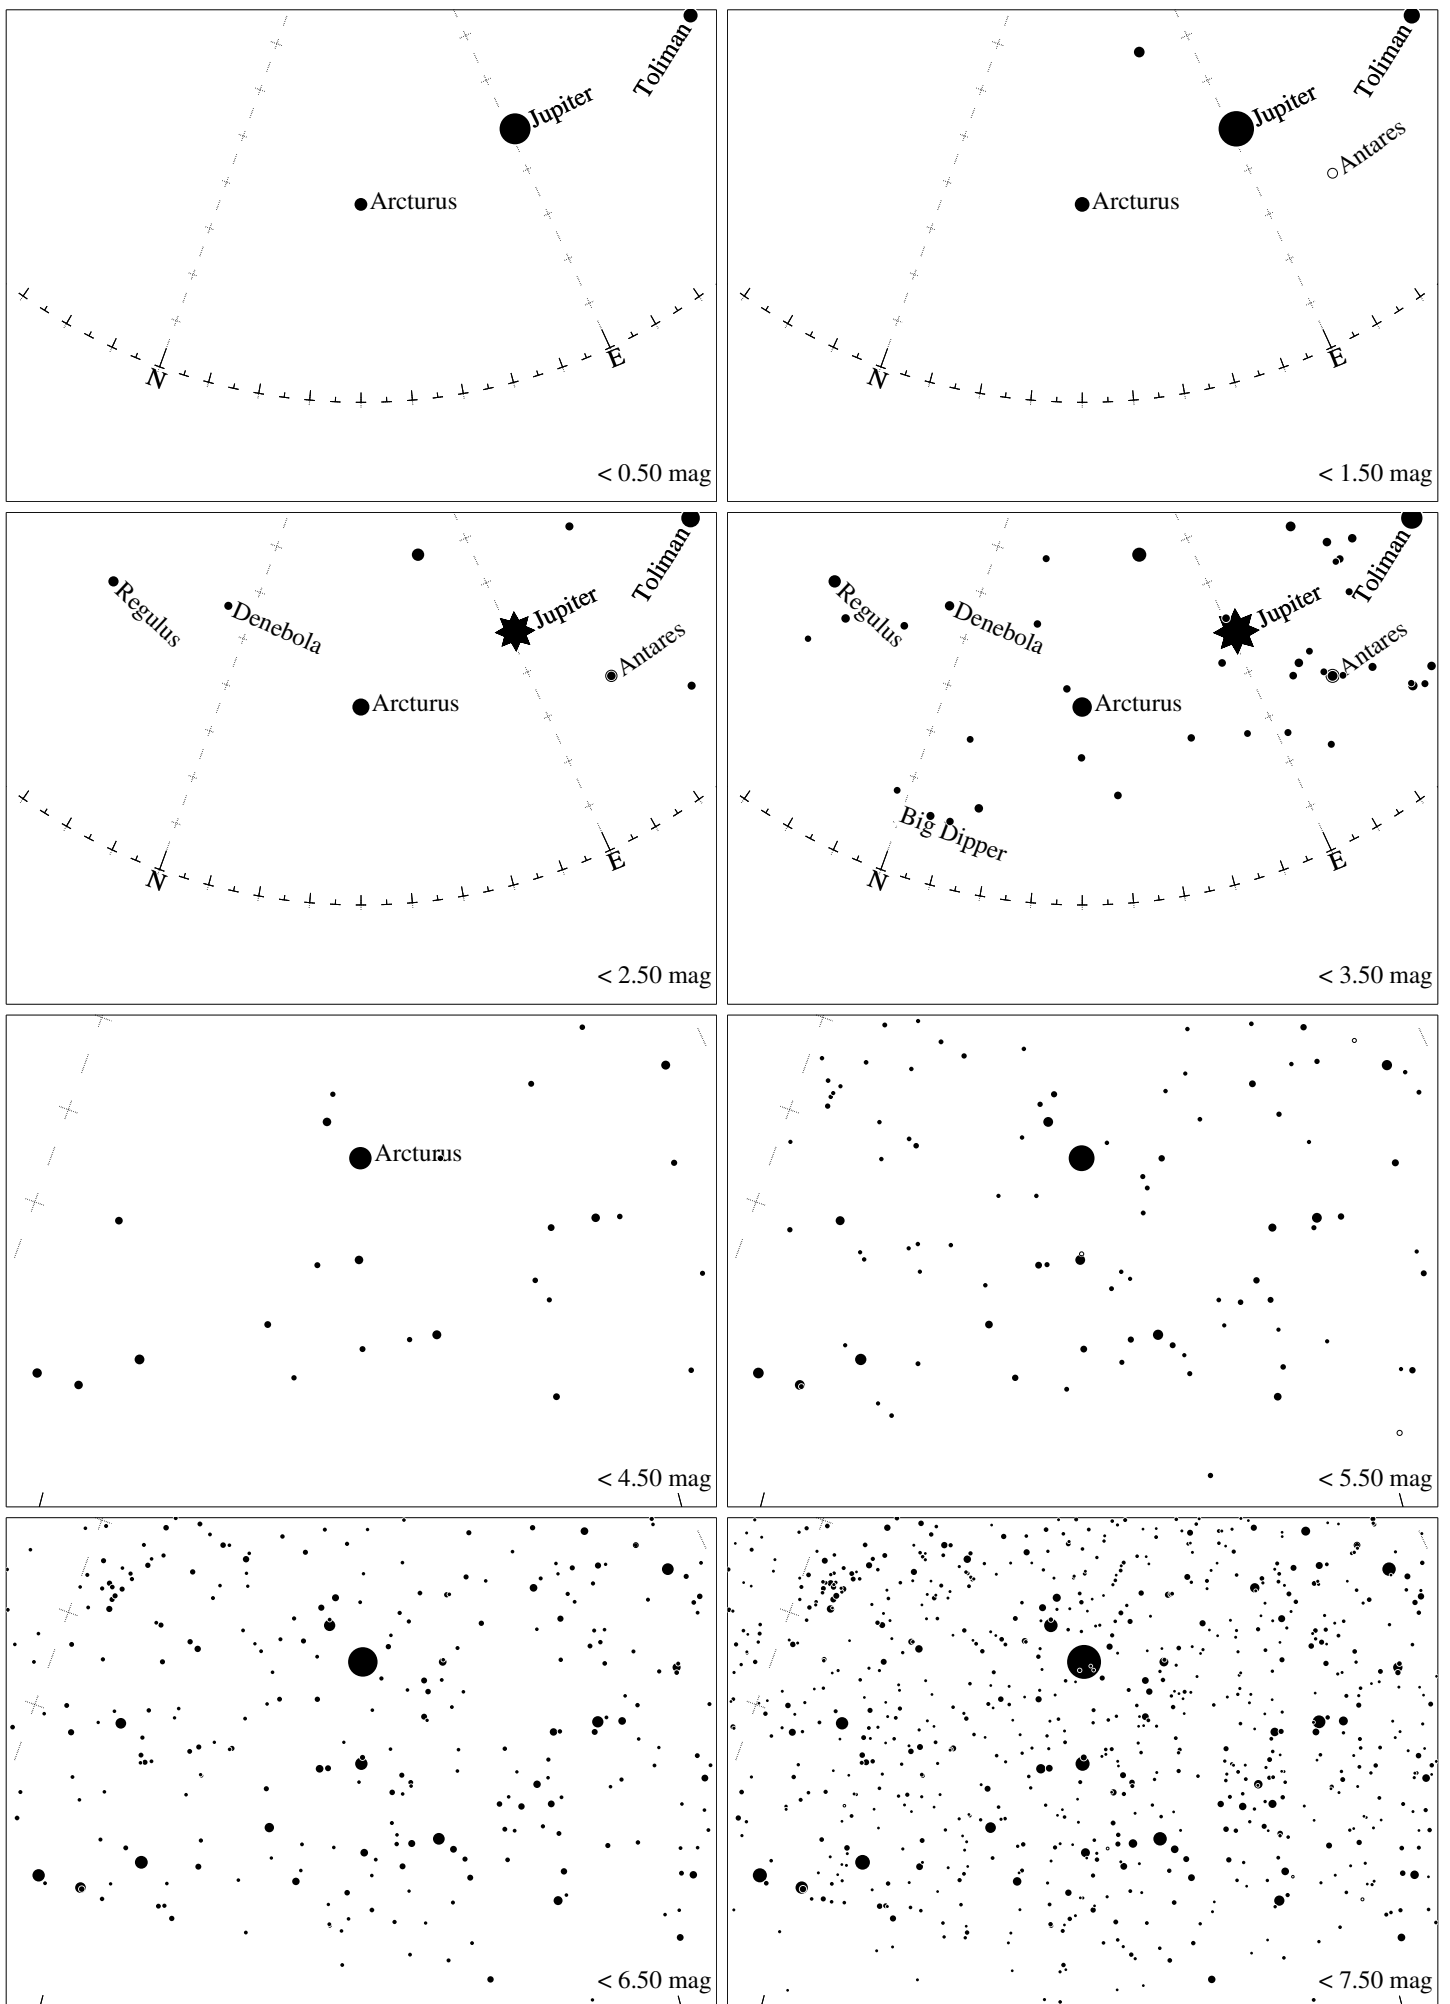 Toliman
Jupiter
Arcturus
N
E
< 0.50 mag
Toliman
Jupiter
Antares
Arcturus
N
E
< 1.50 mag
Toliman
Regulus
Denebola
Jupiter
Antares
Arcturus
N
E
< 2.50 mag
Toliman
Regulus
Denebola
Jupiter
Antares
Arcturus
Big Dipper
N
E
< 3.50 mag
Arcturus
< 4.50 mag
< 5.50 mag
< 6.50 mag
< 7.50 mag